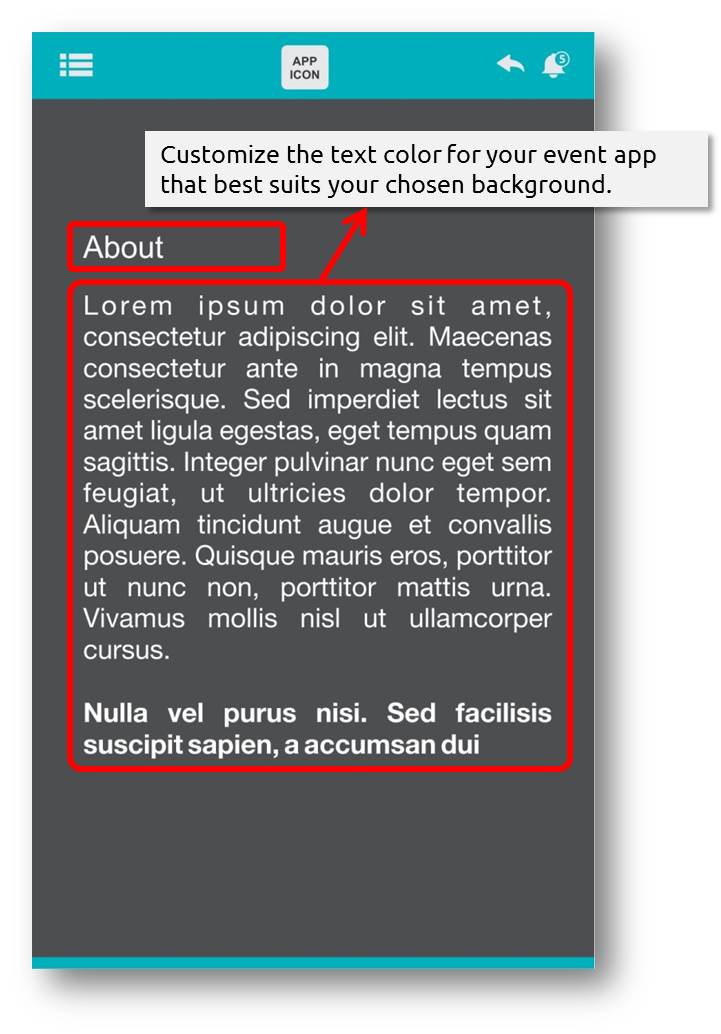 APP
ICON
5
Customize the text color for your event app
that best suits your chosen background.
About
Lorem ipsum dolor sit amet,
consectetur adipiscing elit. Maecenas
consectetur ante in magna tempus
scelerisque. Sed imperdiet lectus sit
amet ligula egestas, eget tempus quam
sagittis. Integer pulvinar nunc eget sem
feugiat, ut ultricies dolor tempor.
Aliquam tincidunt augue et convallis
posuere. Quisque mauris eros, porttitor
ut nunc non, porttitor mattis urna.
Vivamus mollis nisl ut ullamcorper
cursus.
Nulla vel purus nisi. Sed facilisis
suscipit sapien, a accumsan dui